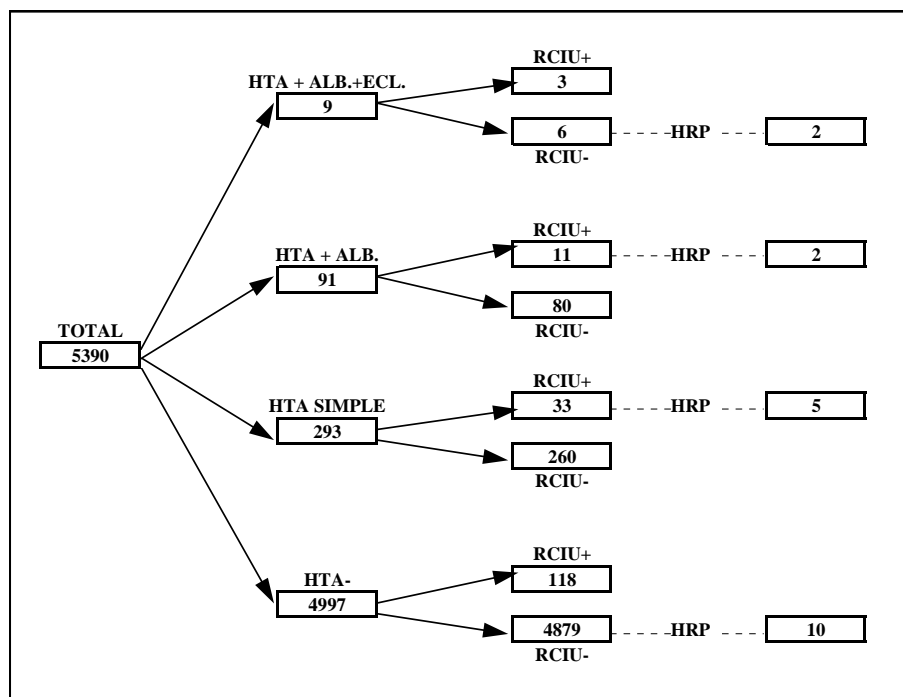 RCIU+
HTA + ALB.+ECL.
3
9
6 HRP 2
RCIU-
RCIU+
HTA + ALB.
11 HRP 2
91
80
TOTAL
RCIU-
5390
RCIU+
HTA SIMPLE
33 HRP 5
293
260
RCIU-
RCIU+
HTA-
118
4997
4879 HRP 10
RCIU-